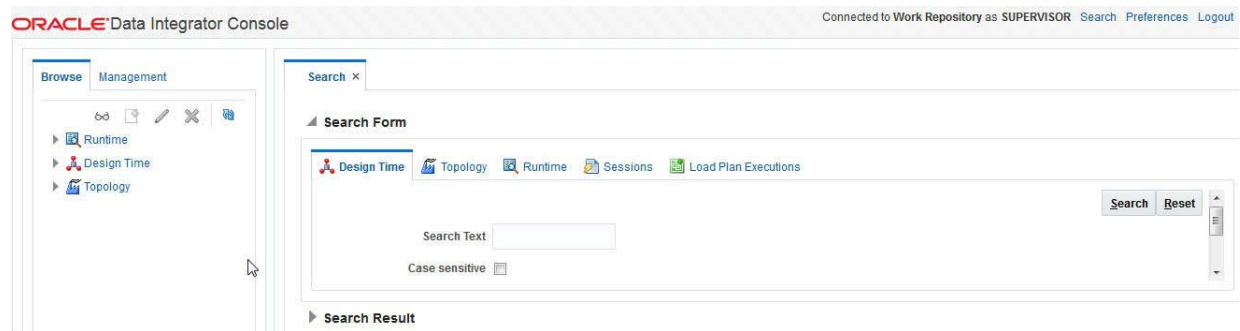 ORACLE Data Integrator Console
Connected to Work Repository as SUPERVISOR Search Preferences Logout
Browse Management
Runtime
Design Time
Topology
Search ×
Search Form
Design Time Topology Runtime Sessions Load Plan Executions
Search Reset
Search Text
Case sensitive
Search Result